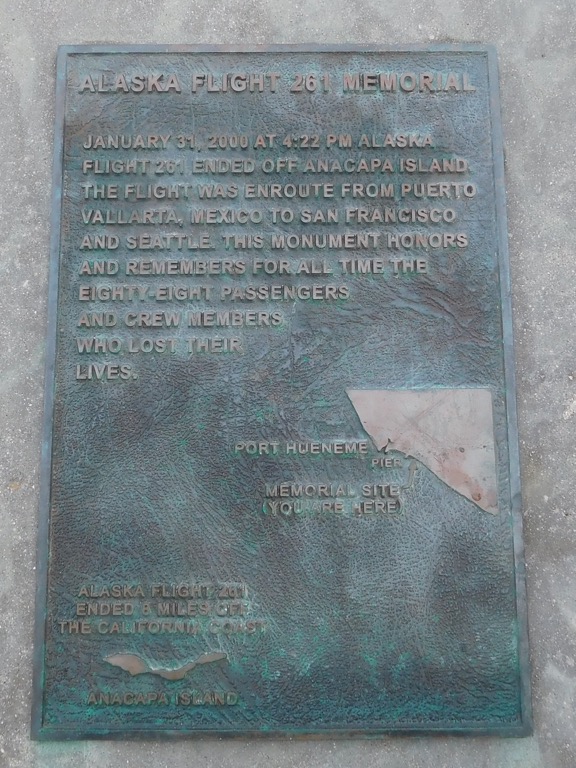 ALASKA FLIGHT 261 MEMORIAL
JANUARY 31, 2000 AT 4:22 PM ALASKA
FLIGHT 261 ENDED OFF ANACAPA ISLAND
THE FLIGHT WAS ENROUTE FROM PUERTO
VALLARTA, MEXICO TO SAN FRANCISCO
AND SEATTLE. THIS MONUMENT HONORS
AND REMEMBERS FOR ALL TIME THE
EIGHTY-EIGHT PASSENGERS
AND CREW MEMBERS
WHO LOST THEIR
LIVES.
PORT HUENEME
PIER
MEMORIAL SITE
(YOU ARE HERE)
ALASKA FLIGHT 261
ENDED MILES OFF
THE CALIFORNIA COAST
ANACAPA ISLAND